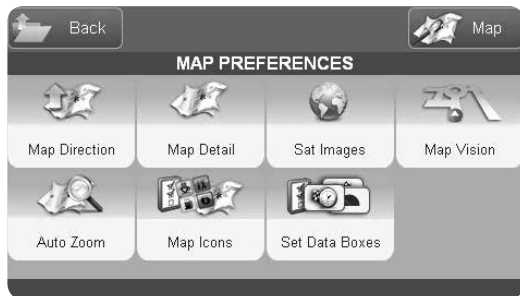 Back Map
MAP PREFERENCES
Map Direction Map Detail Sat Images Map Vision
Auto Zoom Map Icons Set Data Boxes